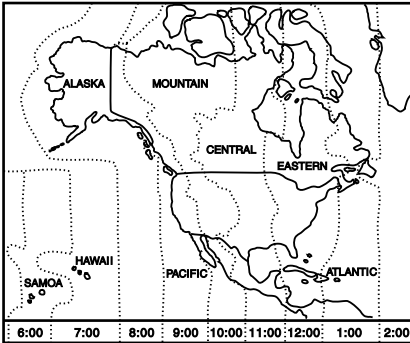 ALASKA MOUNTAIN
CENTRAL
EASTERN
HAWAII
SAMOA
PACIFIC
ATLANTIC
6:00 7:00 8:00 9:00 10:00 11:00 12:00 1:00 2:00